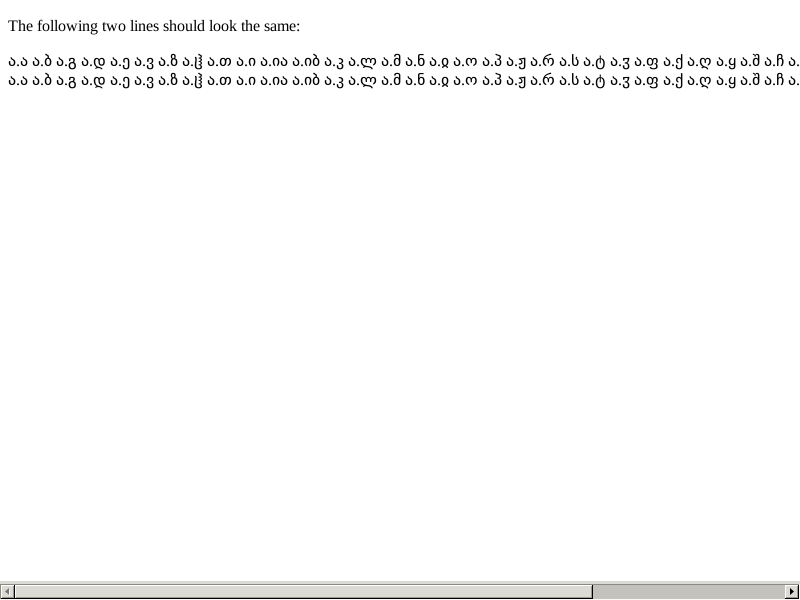 The following two lines should look the same:
ა.ა ა.ბ ა.გ ა.დ ა.ე ა.ვ ა.ზ ა.ჱ ა.თ ა.ი ა.ია ა.იბ ა.კ ა.ლ ა.მ ა.ნ ა.ჲ ა.ო ა.პ ა.ჟ ა.რ ა.ს ა.ტ ა.ჳ ა.ფ ა.ქ ა.ღ ა.ყ ა.შ ა.ჩ ა.
ა.ა ა.ბ ა.გ ა.დ ა.ე ა.ვ ა.ზ ა.ჱ ა.თ ა.ი ა.ია ა.იბ ა.კ ა.ლ ა.მ ა.ნ ა.ჲ ა.ო ა.პ ა.ჟ ა.რ ა.ს ა.ტ ა.ჳ ა.ფ ა.ქ ა.ღ ა.ყ ა.შ ა.ჩ ა.